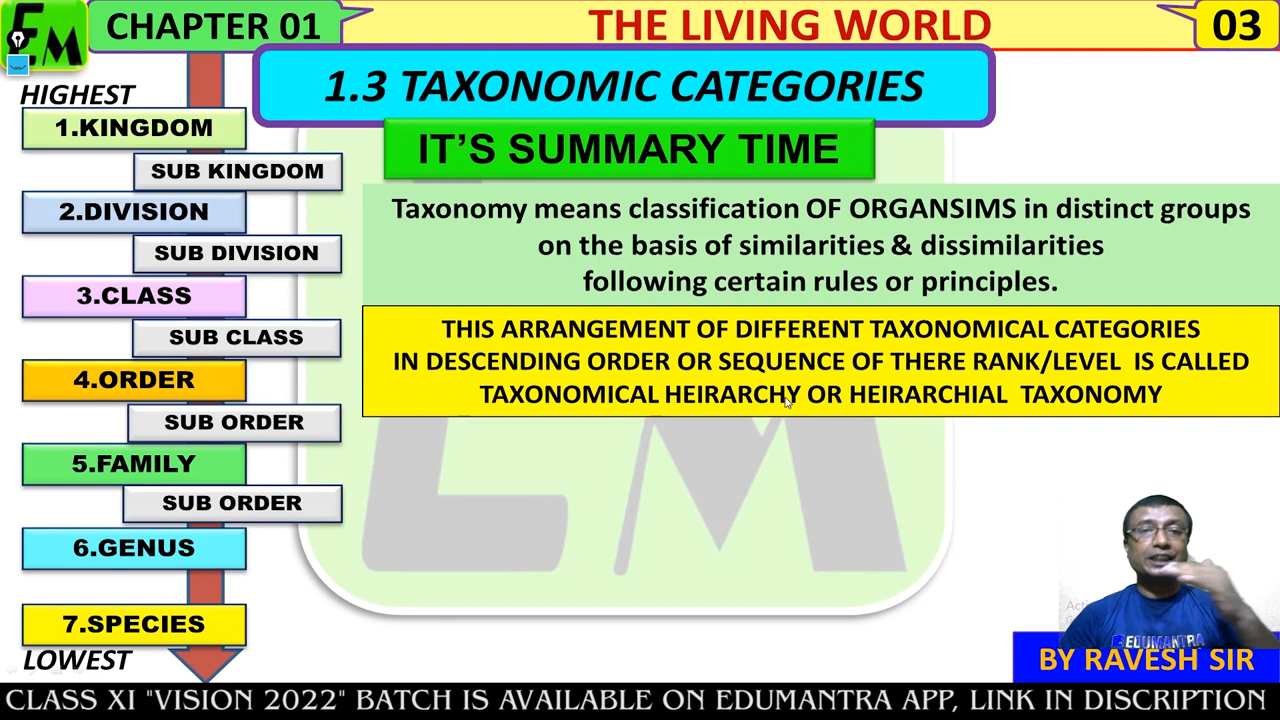 EM
CHAPTER 01
THE LIVING WORLD
03
1.3 TAXONOMIC CATEGORIES
IT'S SUMMARY TIME
HIGHEST
1.KINGDOM
SUB KINGDOM
2.DIVISION
SUB DIVISION
3.CLASS
SUB CLASS
4.ORDER
SUB ORDER
5.FAMILY
SUB ORDER
6.GENUS
7.SPECIES
LOWEST
Taxonomy means classification OF ORGANSIMS in distinct groups
on the basis of similarities & dissimilarities
following certain rules or principles.
THIS ARRANGEMENT OF DIFFERENT TAXONOMICAL CATEGORIES
IN DESCENDING ORDER OR SEQUENCE OF THERE RANK/LEVEL IS CALLED
TAXONOMICAL HEIRARCHY OR HEIRARCHIAL TAXONOMY
EM
EDUMANTRA
BY RAVESH SIR
CLASS XI "VISION 2022" BATCH IS AVAILABLE ON EDUMANTRA APP, LINK IN DISCRIPTION